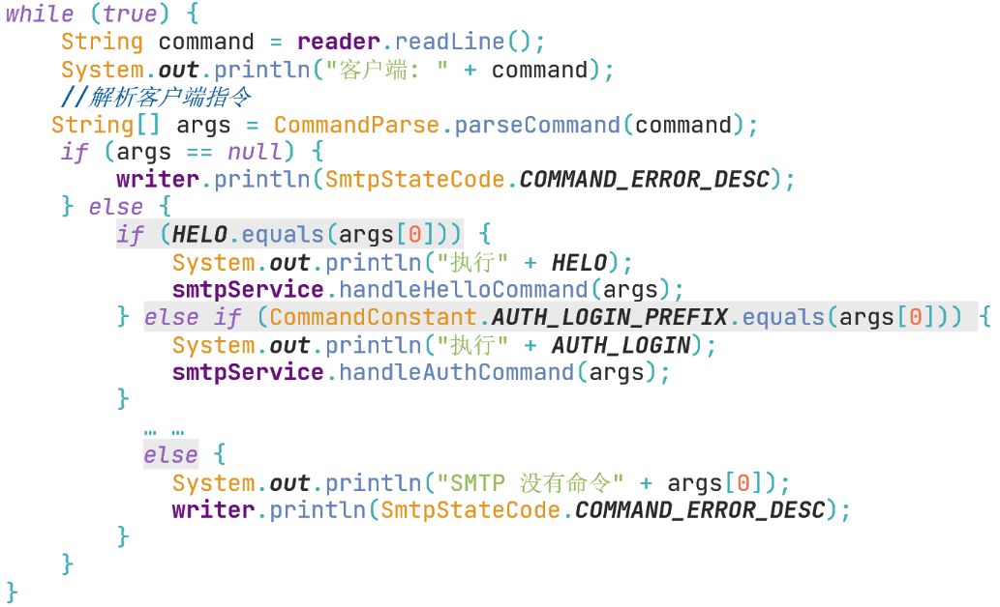 while (true) {
String command = reader.readLine();
System.out.println("客户端: " + command);
//解析客户端指令
String[] args = CommandParse.parseCommand(command);
if (args == null) {
writer.println(SmtpStateCode.COMMAND_ERROR_DESC);
} else {
if (HELO.equals(args[0])) {
System.out.println("执行" + HELO);
smtpService.handleHelloCommand(args);
} else if (CommandConstant.AUTH_LOGIN_PREFIX.equals(args[0])) {
System.out.println("执行" + AUTH_LOGIN);
smtpService.handleAuthCommand(args);
}
… …
else {
System.out.println("SMTP 没有命令" + args[0]);
writer.println(SmtpStateCode.COMMAND_ERROR_DESC);
}
}
}